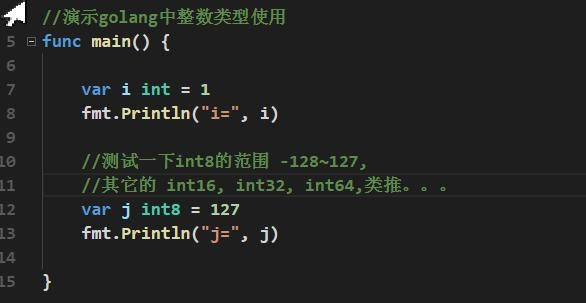 //演示golang中整数类型使用
5 func main() {
6
7 var i int = 1
8 fmt.Println("i=", i)
9
10 //测试一下int8的范围 -128~127,
11 //其它的 int16, int32, int64,类推。。。
12 var j int8 = 127
13 fmt.Println("j=", j)
14
15 }